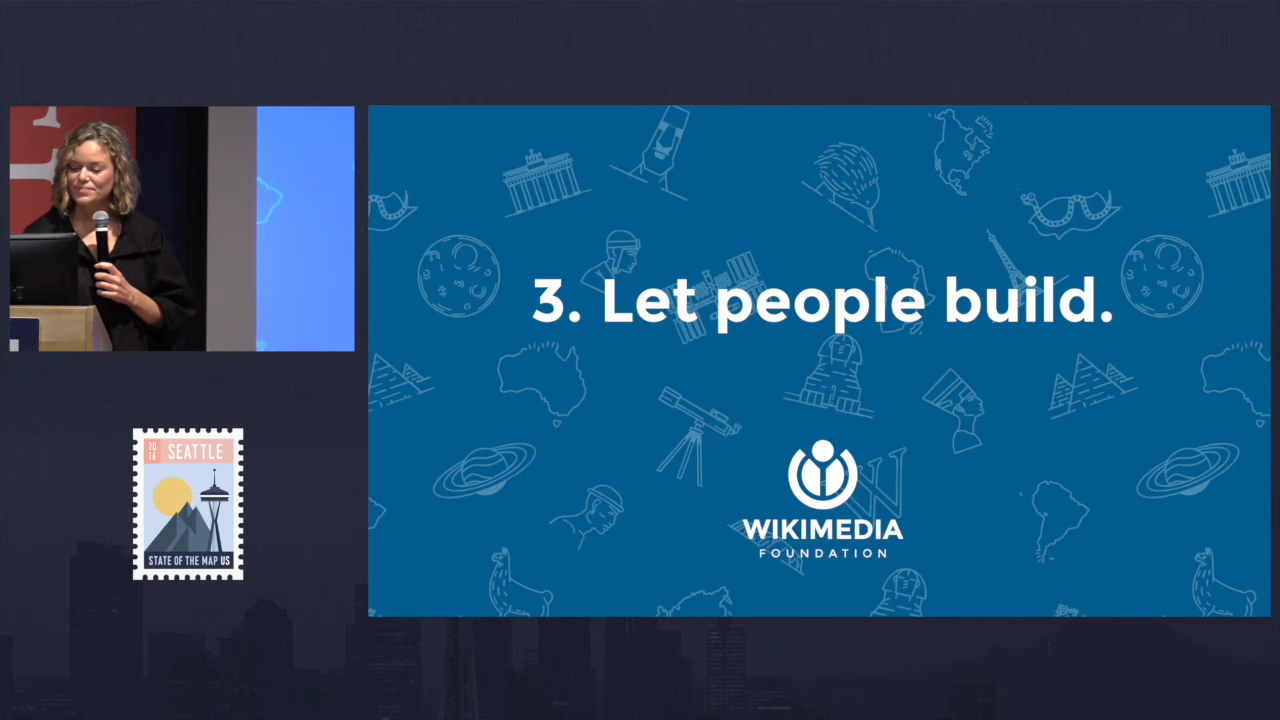 3. Let people build.
W
WIKIMEDIA
FOUNDATION
20
16
SEATTLE
STATE OF THE MAP US